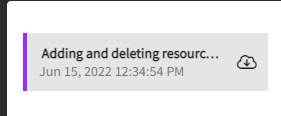 Adding and deleting resourc...
Jun 15, 2022 12:34:54 PM